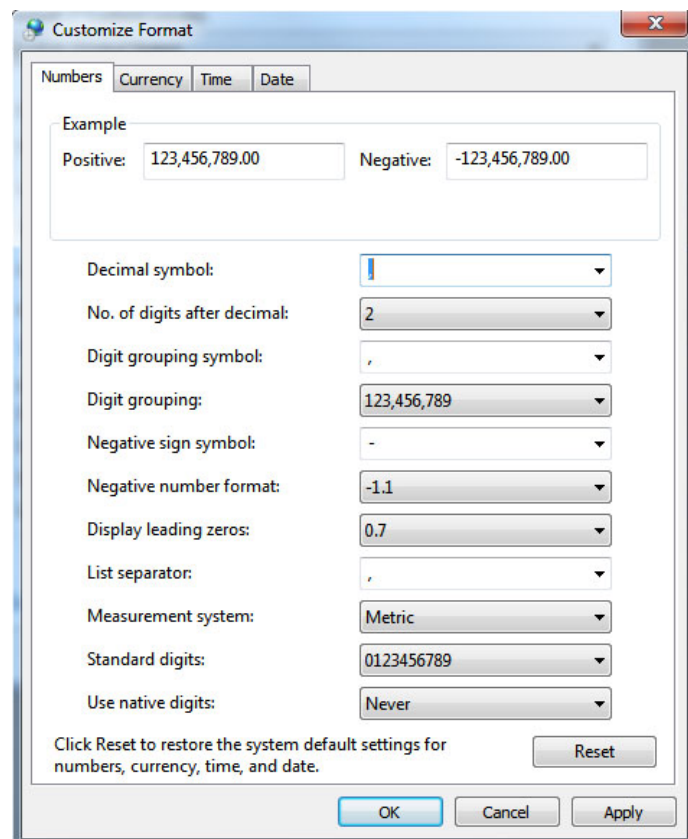 Customize Format
Numbers Currency Time Date
Example
Positive: 123,456,789.00 Negative: -123,456,789.00
Decimal symbol:
No. of digits after decimal: 2
Digit grouping symbol: ,
Digit grouping: 123,456,789
Negative sign symbol: -
Negative number format: -1.1
Display leading zeros: 0.7
List separator: ,
Measurement system: Metric
Standard digits: 0123456789
Use native digits: Never
Click Reset to restore the system default settings for
numbers, currency, time, and date.
Reset
OK Cancel Apply